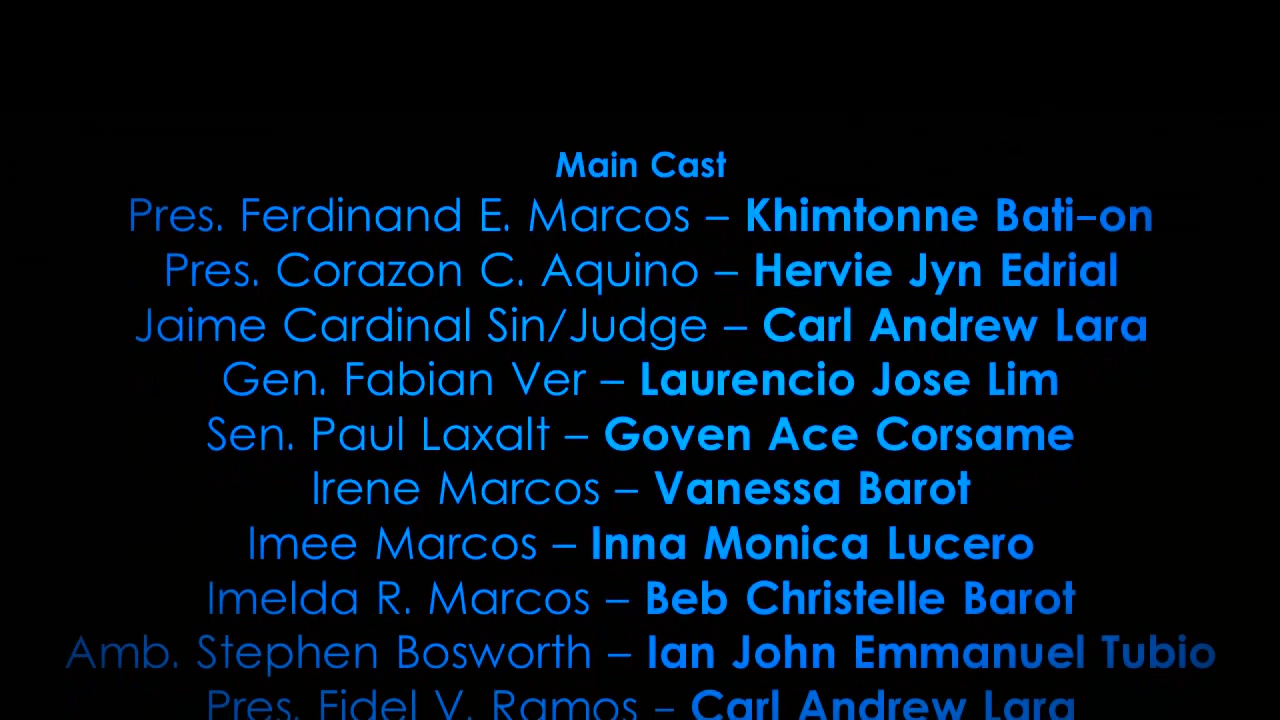 Main Cast
Pres. Ferdinand E. Marcos – Khimtonne Bati-on
Pres. Corazon C. Aquino – Hervie Jyn Edrial
Jaime Cardinal Sin/Judge – Carl Andrew Lara
Gen. Fabian Ver – Laurencio Jose Lim
Sen. Paul Laxalt – Goven Ace Corsame
Irene Marcos – Vanessa Barot
Imee Marcos – Inna Monica Lucero
Imelda R. Marcos – Beb Christelle Barot
Amb. Stephen Bosworth – Ian John Emmanuel Tubio
Pres. Fidel V. Ramos – Carl Andrew Lara